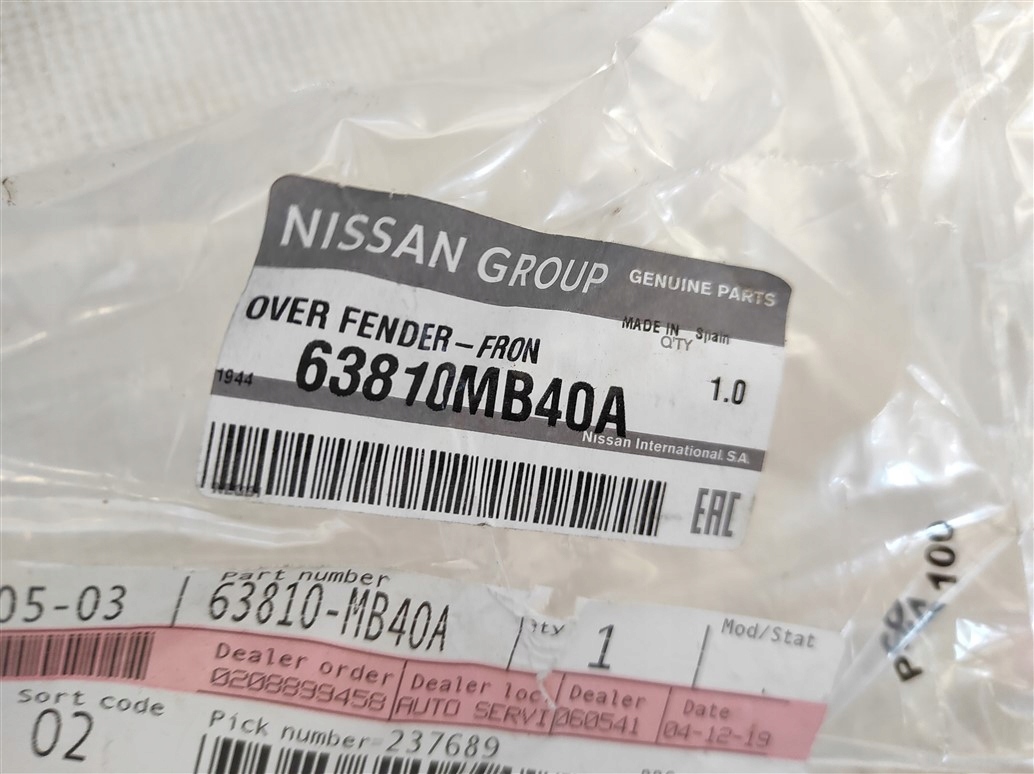 NISSAN GROUP GENUINE PARTS
OVER FENDER-FRON
MADE IN Spain
Q'TY
1944 63810MB40A 1.0
Nissan International. S.A.
EAC
100
Part number
05-03 63810-MB40A
1
Mod/Stat
Dealer order
0208899458
Dealer loc
AUTO SERVI
Dealer
060541
Date
04-12-19
Sort code
02
Pick number 237689